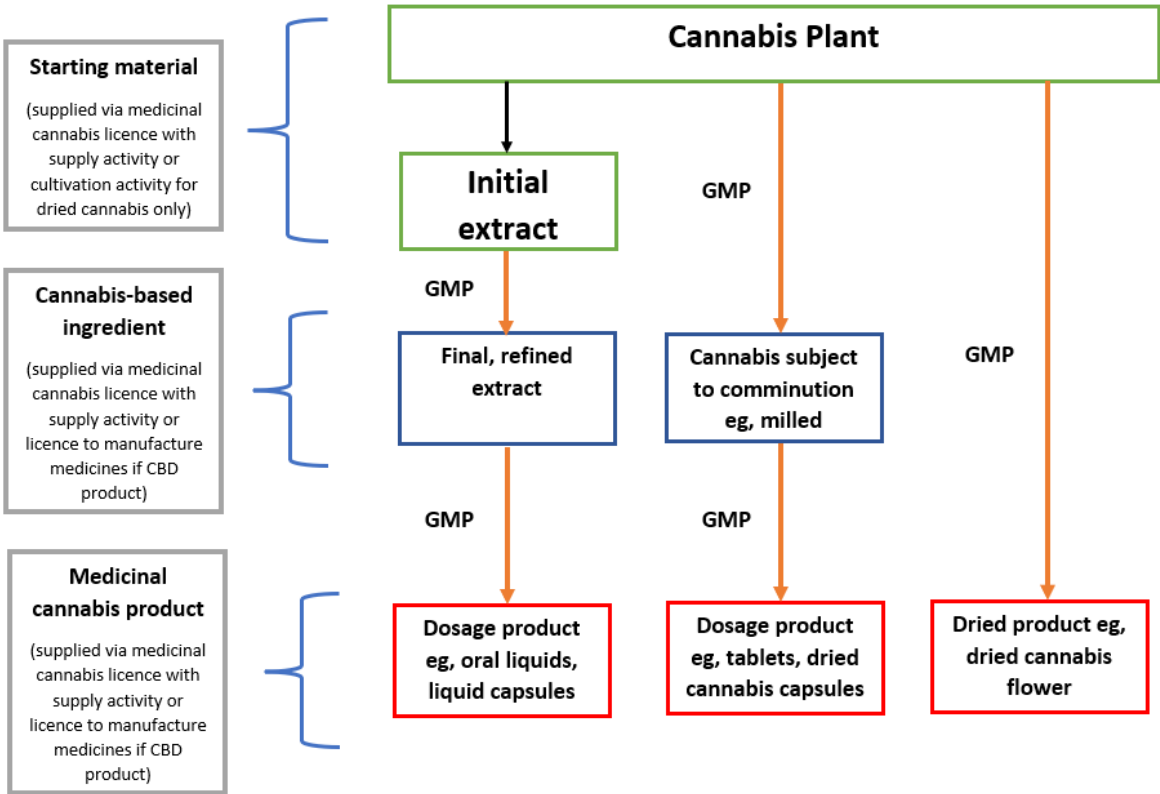 Cannabis Plant
Starting material
(supplied via medicinal
cannabis licence with
supply activity or
cultivation activity for
dried cannabis only)
Initial
extract
GMP
GMP
Cannabis-based
ingredient
(supplied via medicinal
cannabis licence with
supply activity or
licence to manufacture
medicines if CBD
product)
Final, refined
extract
Cannabis subject
to comminution
eg, milled
GMP
GMP
GMP
Medicinal
cannabis product
(supplied via medicinal
cannabis licence with
supply activity or
licence to manufacture
medicines if CBD
product)
Dosage product
eg, oral liquids,
liquid capsules
Dosage product
eg, tablets, dried
cannabis capsules
Dried product eg,
dried cannabis
flower